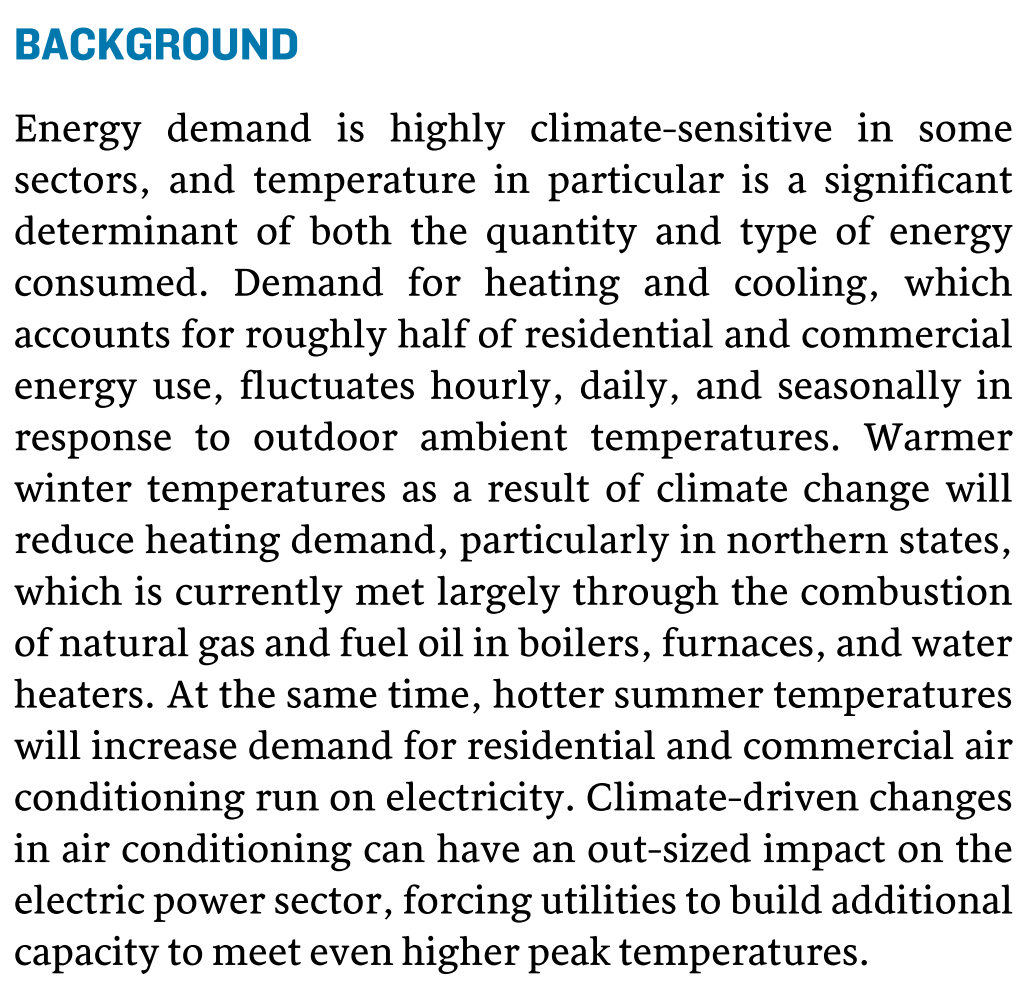 BACKGROUND
Energy demand is highly climate-sensitive in some
sectors, and temperature in particular is a significant
determinant of both the quantity and type of energy
consumed. Demand for heating and cooling, which
accounts for roughly half of residential and commercial
energy use, fluctuates hourly, daily, and seasonally in
response to outdoor ambient temperatures. Warmer
winter temperatures as a result of climate change will
reduce heating demand, particularly in northern states,
which is currently met largely through the combustion
of natural gas and fuel oil in boilers, furnaces, and water
heaters. At the same time, hotter summer temperatures
will increase demand for residential and commercial air
conditioning run on electricity. Climate-driven changes
in air conditioning can have an out-sized impact on the
electric power sector, forcing utilities to build additional
capacity to meet even higher peak temperatures.